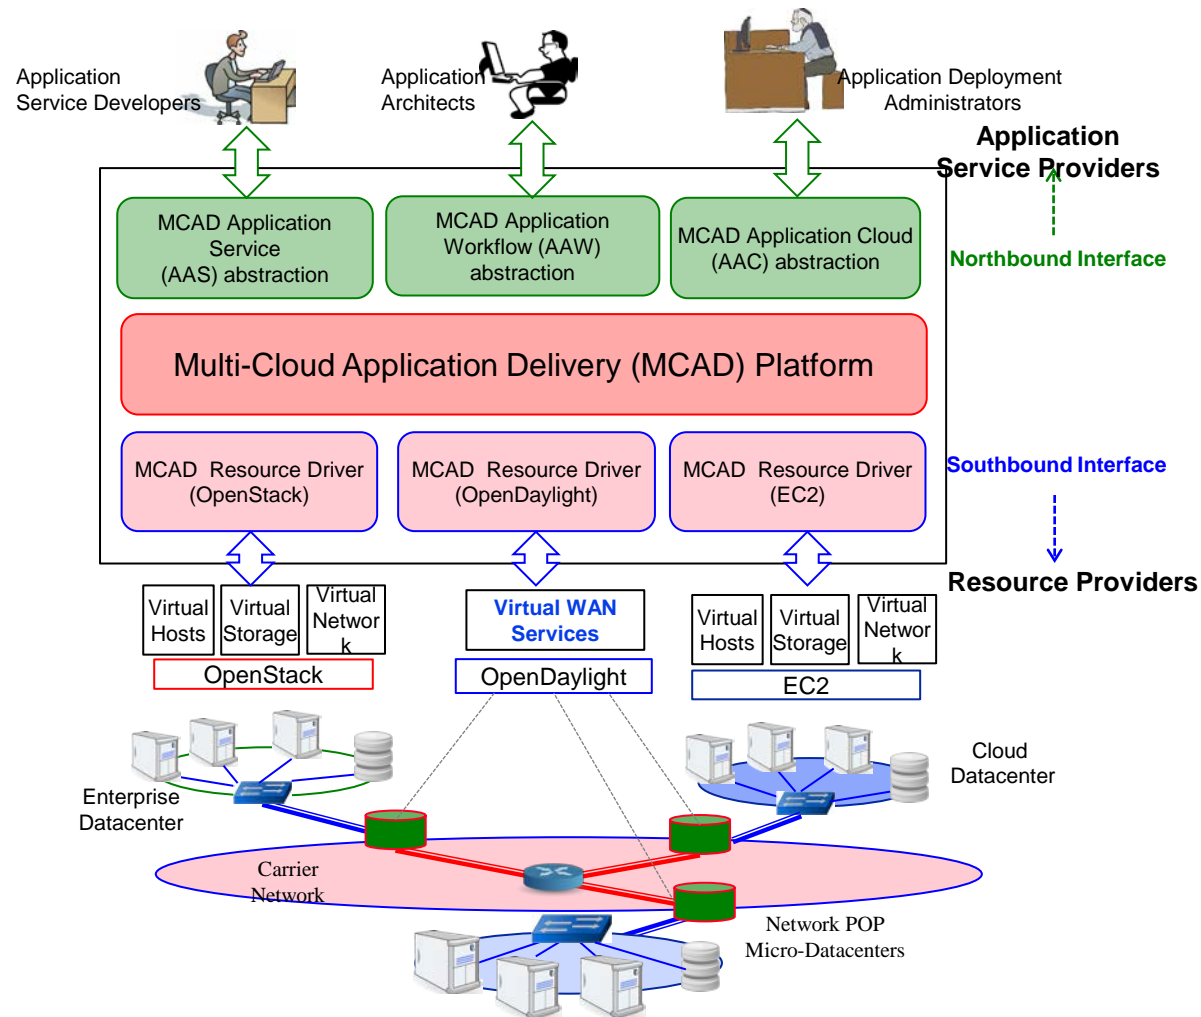 Application
Service Developers
Application
Architects
Application Deployment
Administrators
Application
Service Providers
MCAD Application
Service
(AAS) abstraction
MCAD Application
Workflow (AAW)
abstraction
MCAD Application Cloud
(AAC) abstraction
Northbound Interface
Multi-Cloud Application Delivery (MCAD) Platform
MCAD  Resource Driver
(OpenStack)
MCAD  Resource Driver
(OpenDaylight)
MCAD  Resource Driver
(EC2)
Southbound Interface
Resource Providers
Virtual
Hosts
Virtual
Storage
Virtual
Networ
k
OpenStack
Virtual WAN
Services
OpenDaylight
Virtual
Hosts
Virtual
Storage
Virtual
Networ
k
EC2
Enterprise
Datacenter
Cloud
Datacenter
Carrier
Network
Network POP
Micro-Datacenters